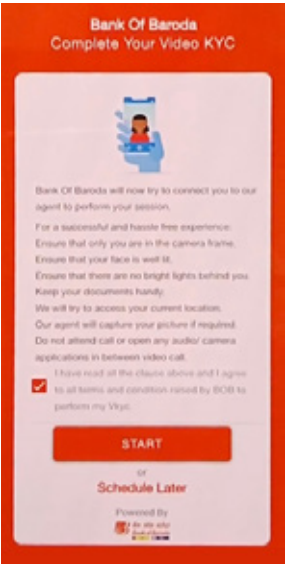 Bank Of Baroda
Complete Your Video KYC
Bank Of Baroda will now try to connect you to our
agent to perform your session.
For a successful and hassle free experience:
Ensure that only you are in the camera frame.
Ensure that your face is well lit.
Ensure that there are no bright lights behind you.
Keep your documents handy.
We will try to access your current location.
Our agent will capture your picture if required.
Do not attend call or open any audio/ camera
applications in between video call.
I have read all the clause above and I agree
to all terms and condition raised by BOB to
perform my Vkyc.
START
or
Schedule Later
Powered By